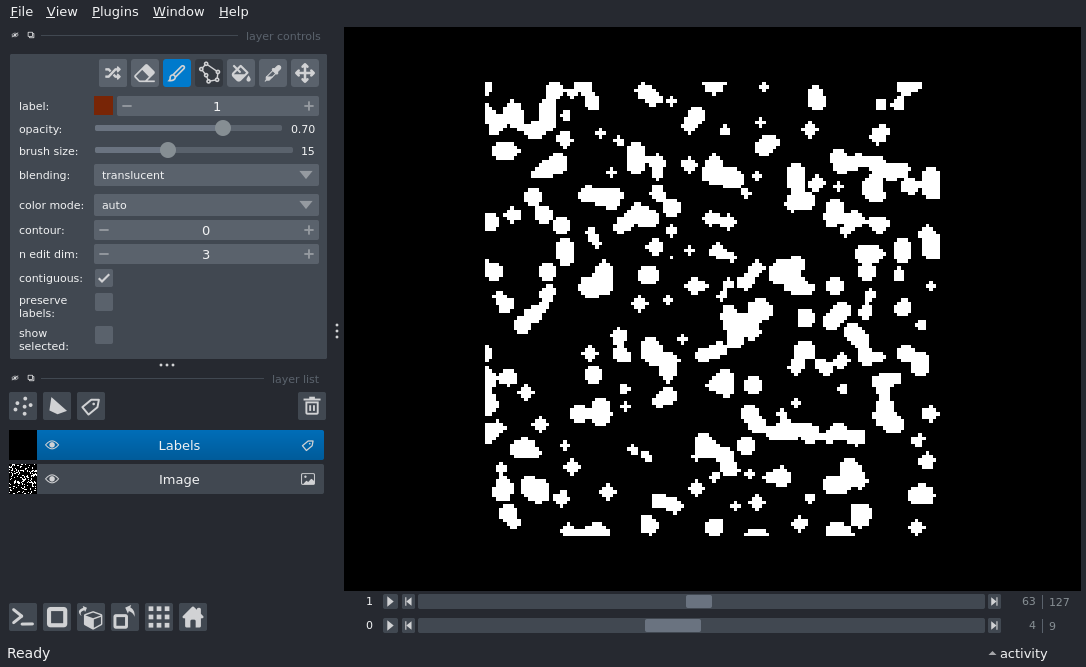 File View Plugins Window Help
layer controls
label: 1
opacity: 0.70
brush size: 15
blending: translucent
color mode: auto
contour: 0
n edit dim: 3
contiguous:
preserve
labels:
show
selected:
layer list
Labels
Image
1 63 127
0 4 9
Ready activity